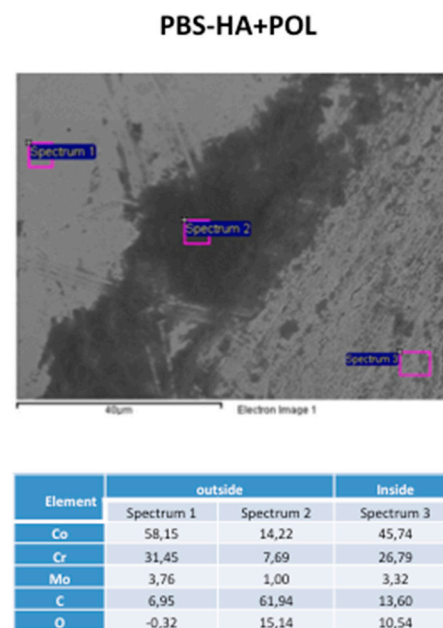 PBS-HA+POL
Spectrum 1
Spectrum 2
Spectrum 3
40µm Electron Image 1
Element outside Inside
Spectrum 1 Spectrum 2 Spectrum 3
Co 58,15 14,22 45,74
Cr 31,45 7,69 26,79
Mo 3,76 1,00 3,32
C 6,95 61,94 13,60
O -0,32 15,14 10,54